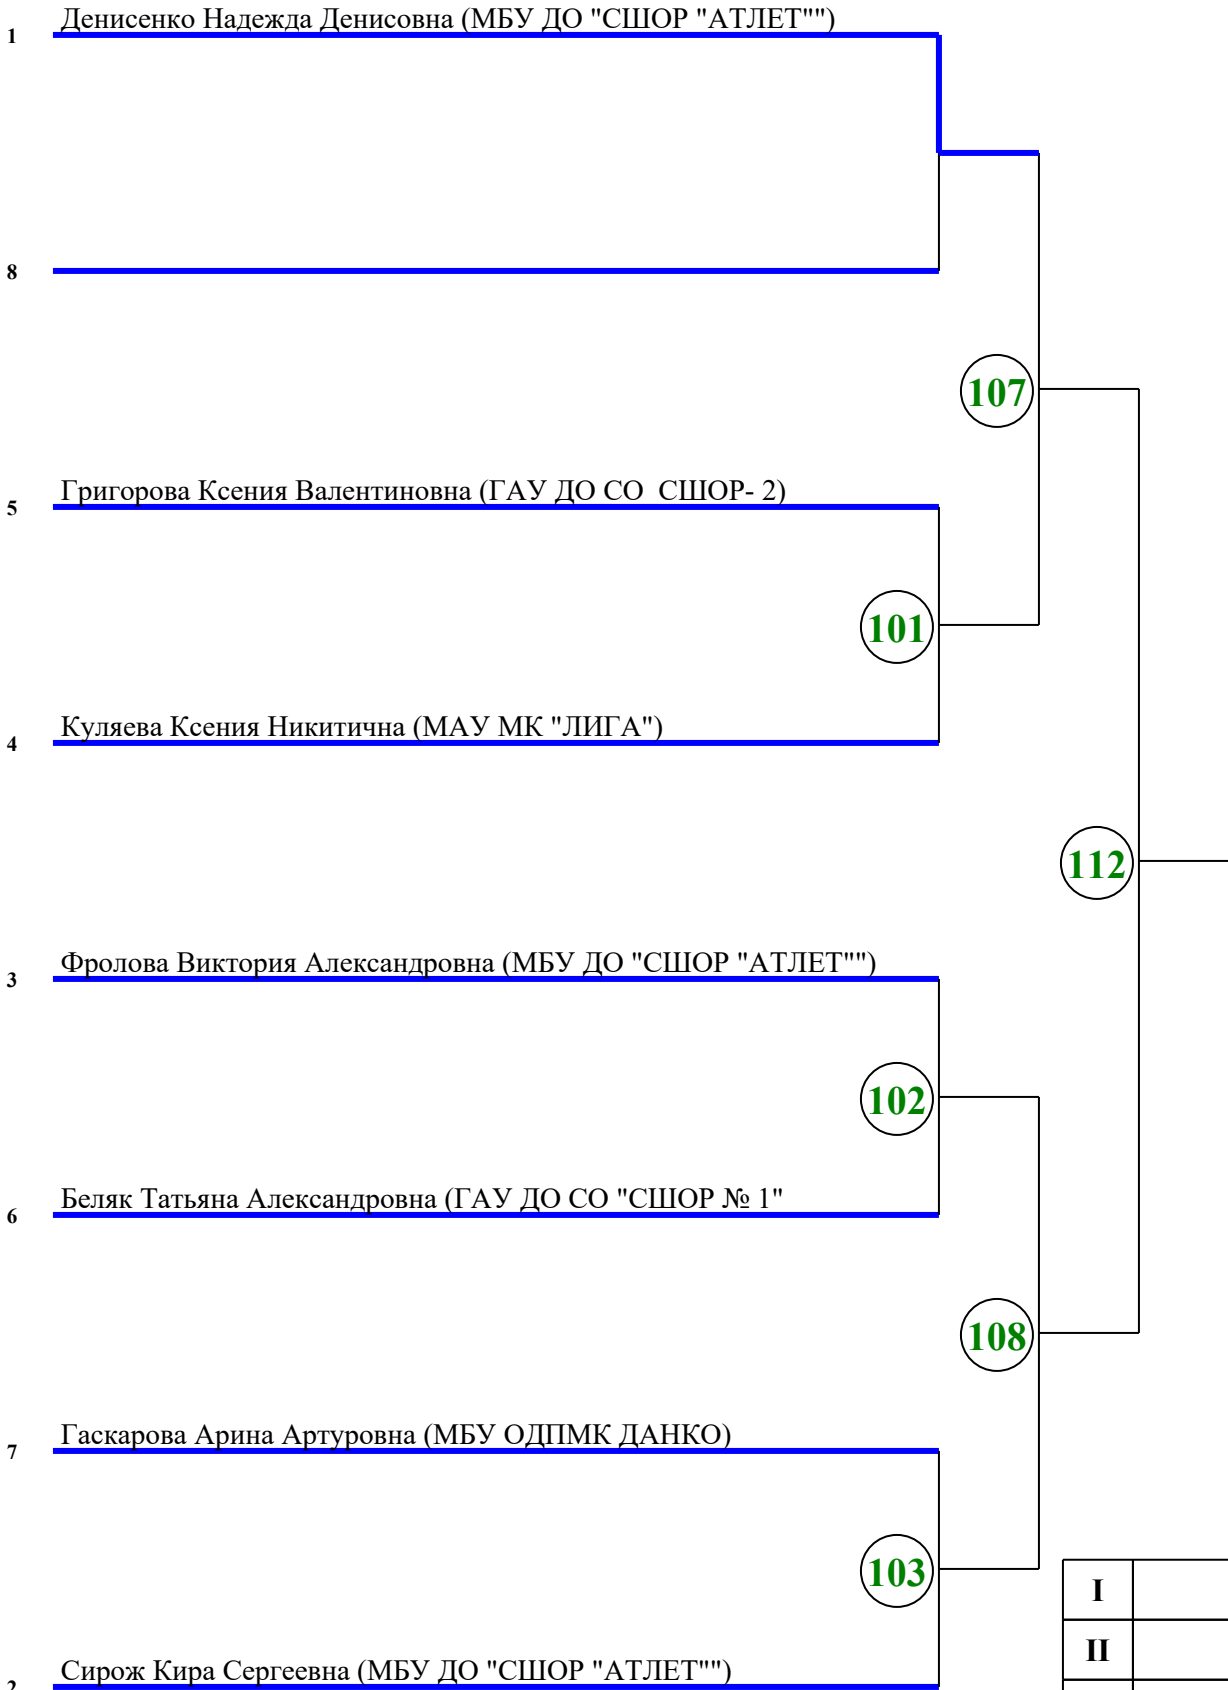 Денисенко Надежда Денисовна (МБУ ДО "СШОР "АТЛЕТ"")
1
8
107
Григорова Ксения Валентиновна (ГАУ ДО СО  СШОР- 2)
5
101
Куляева Ксения Никитична (МАУ МК "ЛИГА")
4
112
Фролова Виктория Александровна (МБУ ДО "СШОР "АТЛЕТ"")
3
102
Беляк Татьяна Александровна (ГАУ ДО СО "СШОР № 1"
6
108
Гаскарова Арина Артуровна (МБУ ОДПМК ДАНКО)
7
103
I
II
Сирож Кира Сергеевна (МБУ ДО "СШОР "АТЛЕТ"")
2